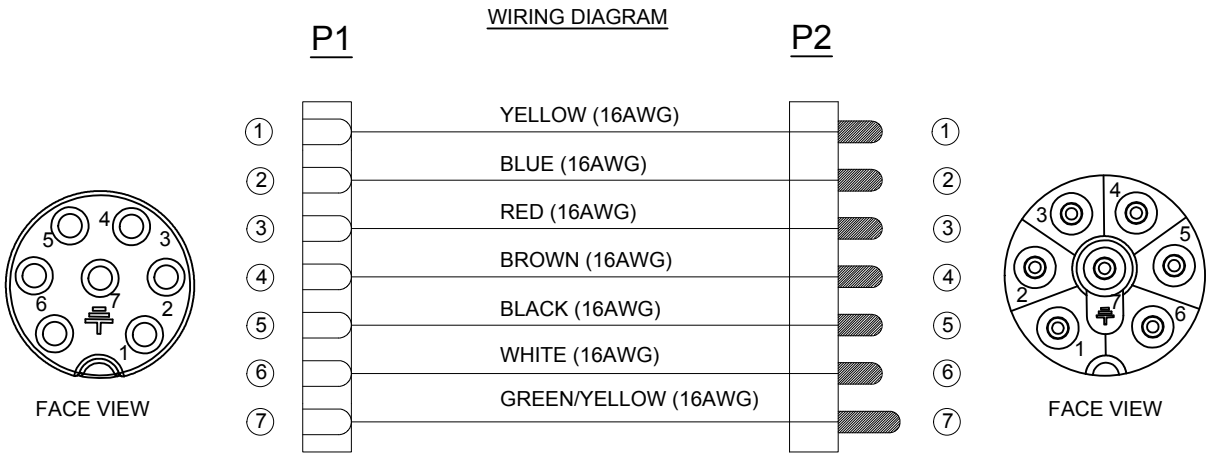 WIRING DIAGRAM
P1
P2
1
YELLOW (16AWG)
1
2
BLUE (16AWG)
2
3
RED (16AWG)
3
4
BROWN (16AWG)
4
5
BLACK (16AWG)
5
6
WHITE (16AWG)
6
7
GREEN/YELLOW (16AWG)
7
5
4
3
6
7
2
1
FACE VIEW
3
4
5
2
7
6
1
FACE VIEW